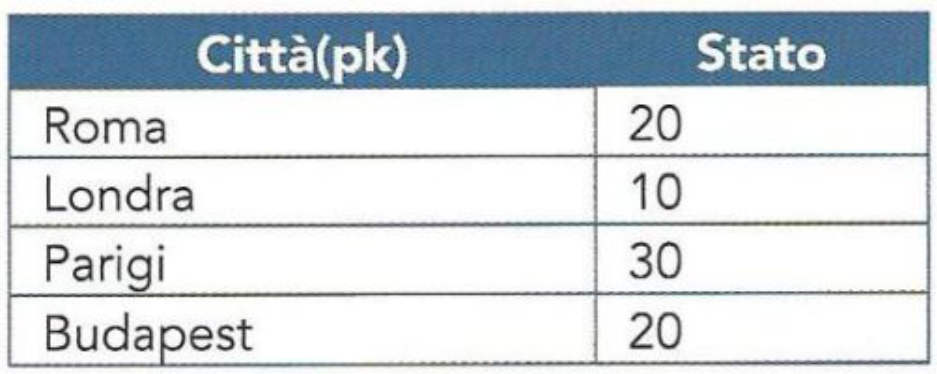 Città(pk) Stato
Roma 20
Londra 10
Parigi 30
Budapest 20